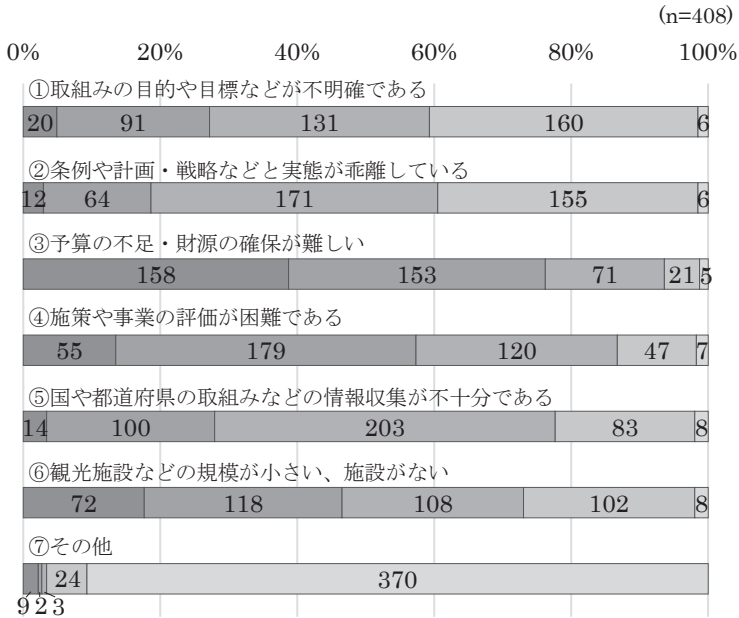 (n=408)
0% 20% 40% 60% 80% 100%
①取組みの目的や目標などが不明確である
20 91 131 160 6
②条例や計画・戦略などと実態が乖離している
12 64 171 155 6
③予算の不足・財源の確保が難しい
158 153 71 21 5
④施策や事業の評価が困難である
55 179 120 47 7
⑤国や都道府県の取組みなどの情報収集が不十分である
14 100 203 83 8
⑥観光施設などの規模が小さい、施設がない
72 118 108 102 8
⑦その他
24 370
9 2 3